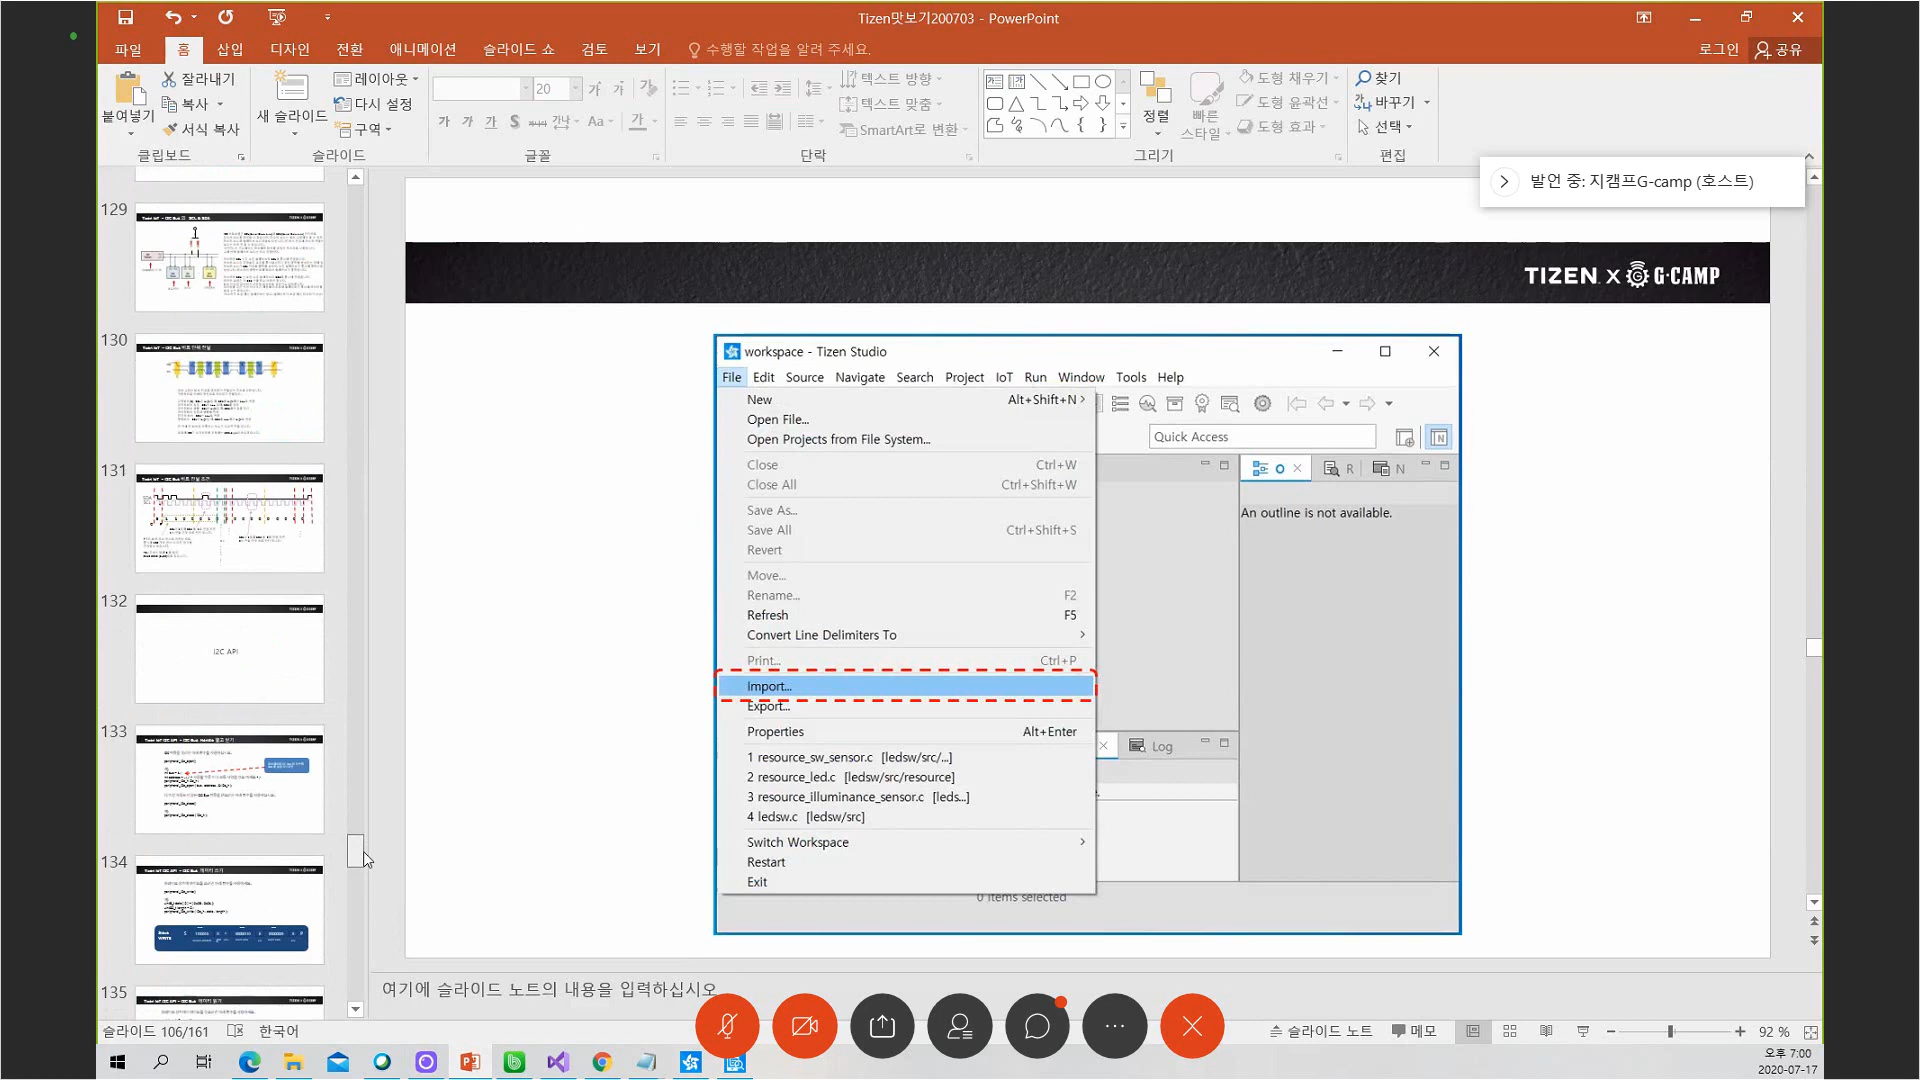 Tizen맛보기200703 - PowerPoint
파일 홈 삽입 디자인 전환 애니메이션 슬라이드 쇼 검토 보기 수행할 작업을 알려 주세요. 로그인 공유
붙여넣기 잘라내기 복사 서식 복사
클립보드
새 슬라이드 레이아웃 다시 설정 구역
슬라이드
20
글꼴
텍스트 방향
텍스트 맞춤
SmartArt로 변환
단락
정렬 빠른 스타일
도형 채우기
도형 윤곽선
도형 효과
그리기
찾기
바꾸기
선택
편집
발언 중: 지캠프G-camp (호스트)
129
130
131
132
I2C API
133
134
135
TIZEN X G·CAMP
workspace - Tizen Studio
File Edit Source Navigate Search Project IoT Run Window Tools Help
New Alt+Shift+N
Open File...
Open Projects from File System...
Close Ctrl+W
Close All Ctrl+Shift+W
Save As...
Save All Ctrl+Shift+S
Revert
Move...
Rename... F2
Refresh F5
Convert Line Delimiters To
Print... Ctrl+P
Import...
Export...
Properties Alt+Enter
1 resource_sw_sensor.c [ledsw/src/...]
2 resource_led.c [ledsw/src/resource]
3 resource_illuminance_sensor.c [leds...]
4 ledsw.c [ledsw/src]
Switch Workspace
Restart
Exit
Quick Access
O R N
An outline is not available.
Log
0 items selected
여기에 슬라이드 노트의 내용을 입력하십시오
슬라이드 106/161 한국어
슬라이드 노트 메모 92 %
오후 7:00
2020-07-17